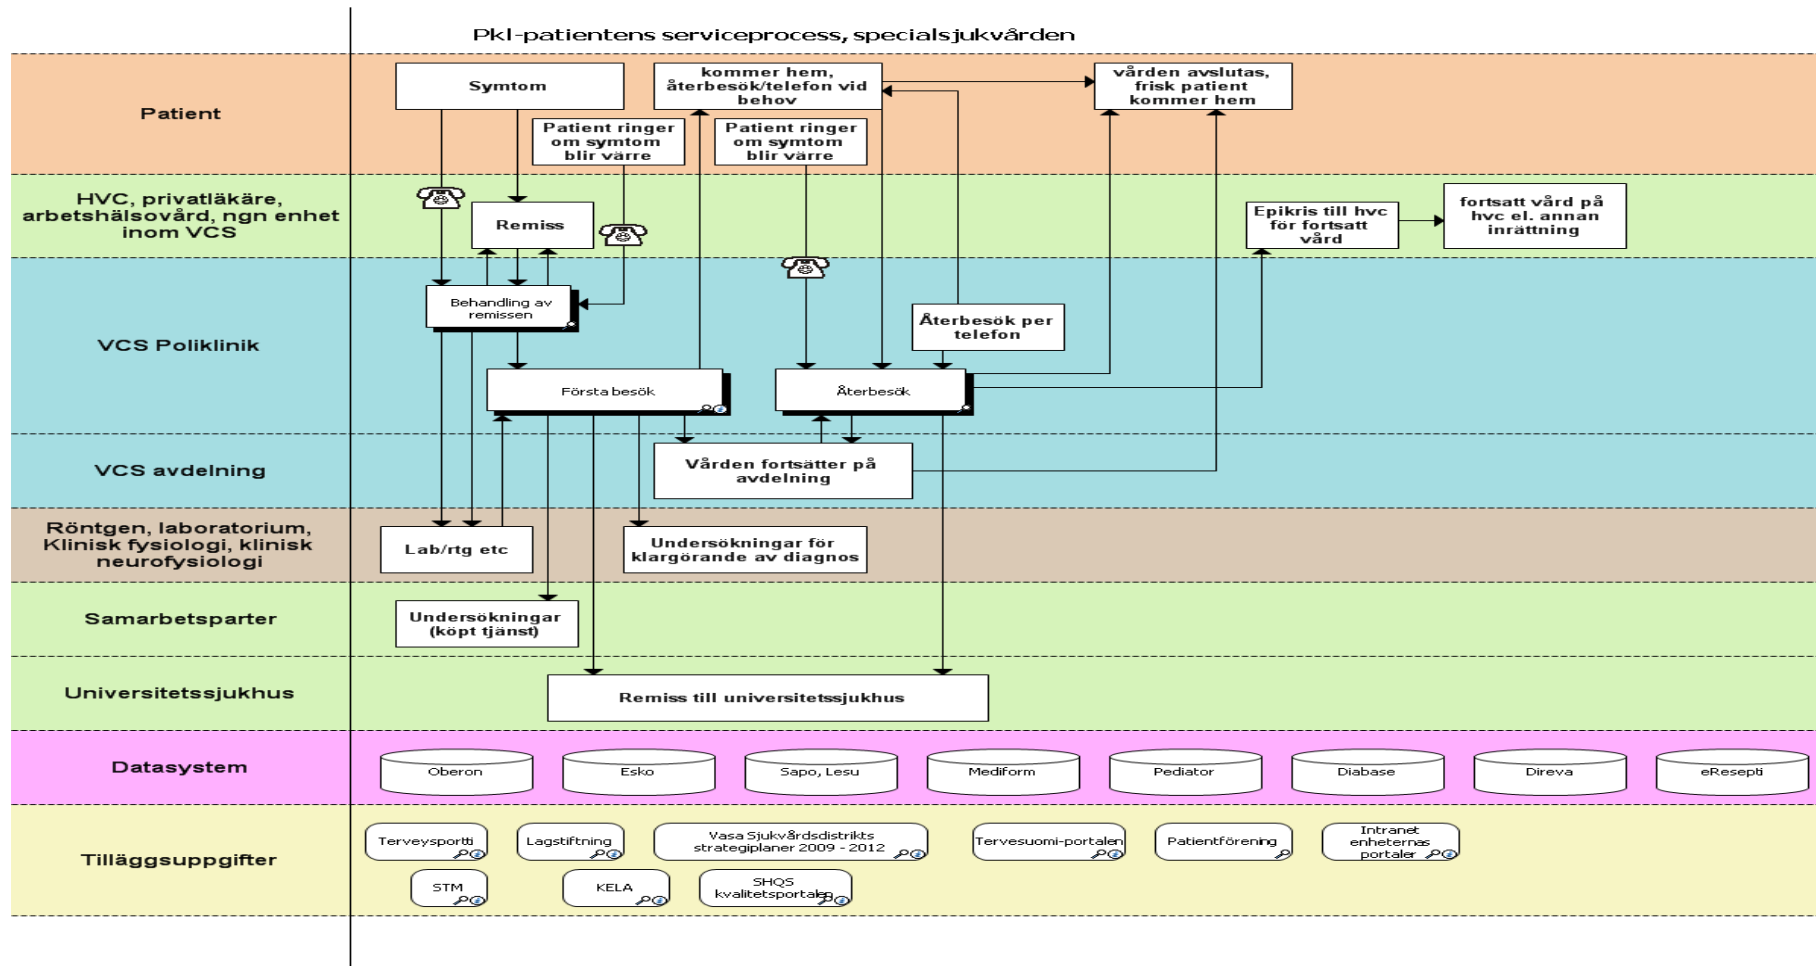 Pkl-patientens serviceprocess, specialsjukvården
Patient
Symtom
kommer hem,
återbesök/telefon vid
behov
vården avslutas,
frisk patient
kommer hem
Patient ringer
om symtom
blir värre
Patient ringer
om symtom
blir värre
HVC, privatläkäre,
arbetshälsovård, ngn enhet
inom VCS
Remiss
Epikris till hvc
för fortsatt
vård
fortsatt vård på
hvc el. annan
inrättning
VCS Poliklinik
Behandling av
remissen
Återbesök per
telefon
Första besök
Återbesök
VCS avdelning
Vården fortsätter på
avdelning
Röntgen, laboratorium,
Klinisk fysiologi, klinisk
neurofysiologi
Lab/rtg etc
Undersökningar för
klargörande av diagnos
Samarbetsparter
Undersökningar
(köpt tjänst)
Universitetssjukhus
Remiss till universitetssjukhus
Datasystem
Oberon
Esko
Sapo, Lesu
Mediform
Pediator
Diabase
Direva
eResepti
Tilläggsuppgifter
Terveysportti
Lagstiftning
Vasa Sjukvårdsdistrikts
strategiplaner 2009 - 2012
Tervesuomi-portalen
Patientförening
Intranet
enheternas
portaler
STM
KELA
SHQS
kvalitetsportalen